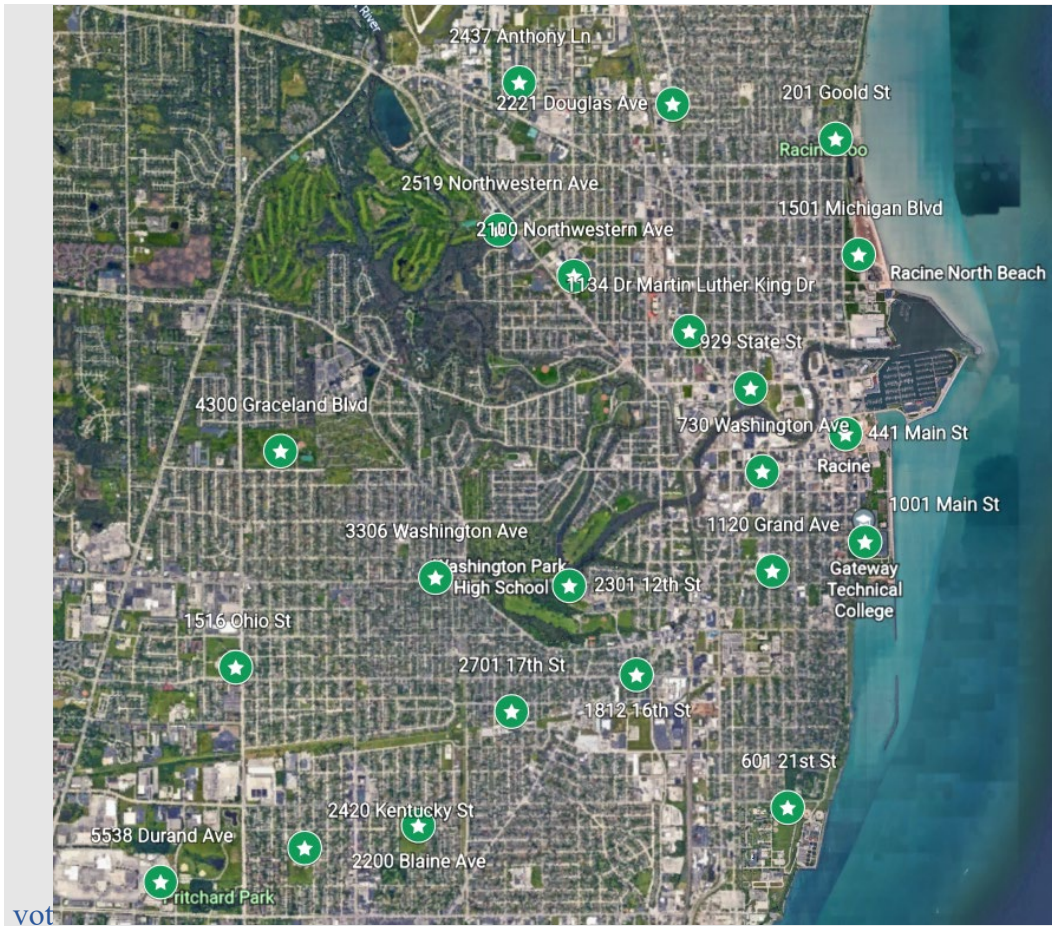 River
2437 Anthony Ln
2221 Douglas Ave
201 Goold St
Racine Zoo
2519 Northwestern Ave
1501 Michigan Blvd
2100 Northwestern Ave
Racine North Beach
1134 Dr Martin Luther King Dr
929 State St
4300 Graceland Blvd
730 Washington Ave
441 Main St
Racine
1001 Main St
1120 Grand Ave
3306 Washington Ave
Washington Park
High School
2301 12th St
Gateway
Technical
College
1516 Ohio St
2701 17th St
1812 16th St
601 21st St
2420 Kentucky St
5538 Durand Ave
2200 Blaine Ave
Pritchard Park
vot